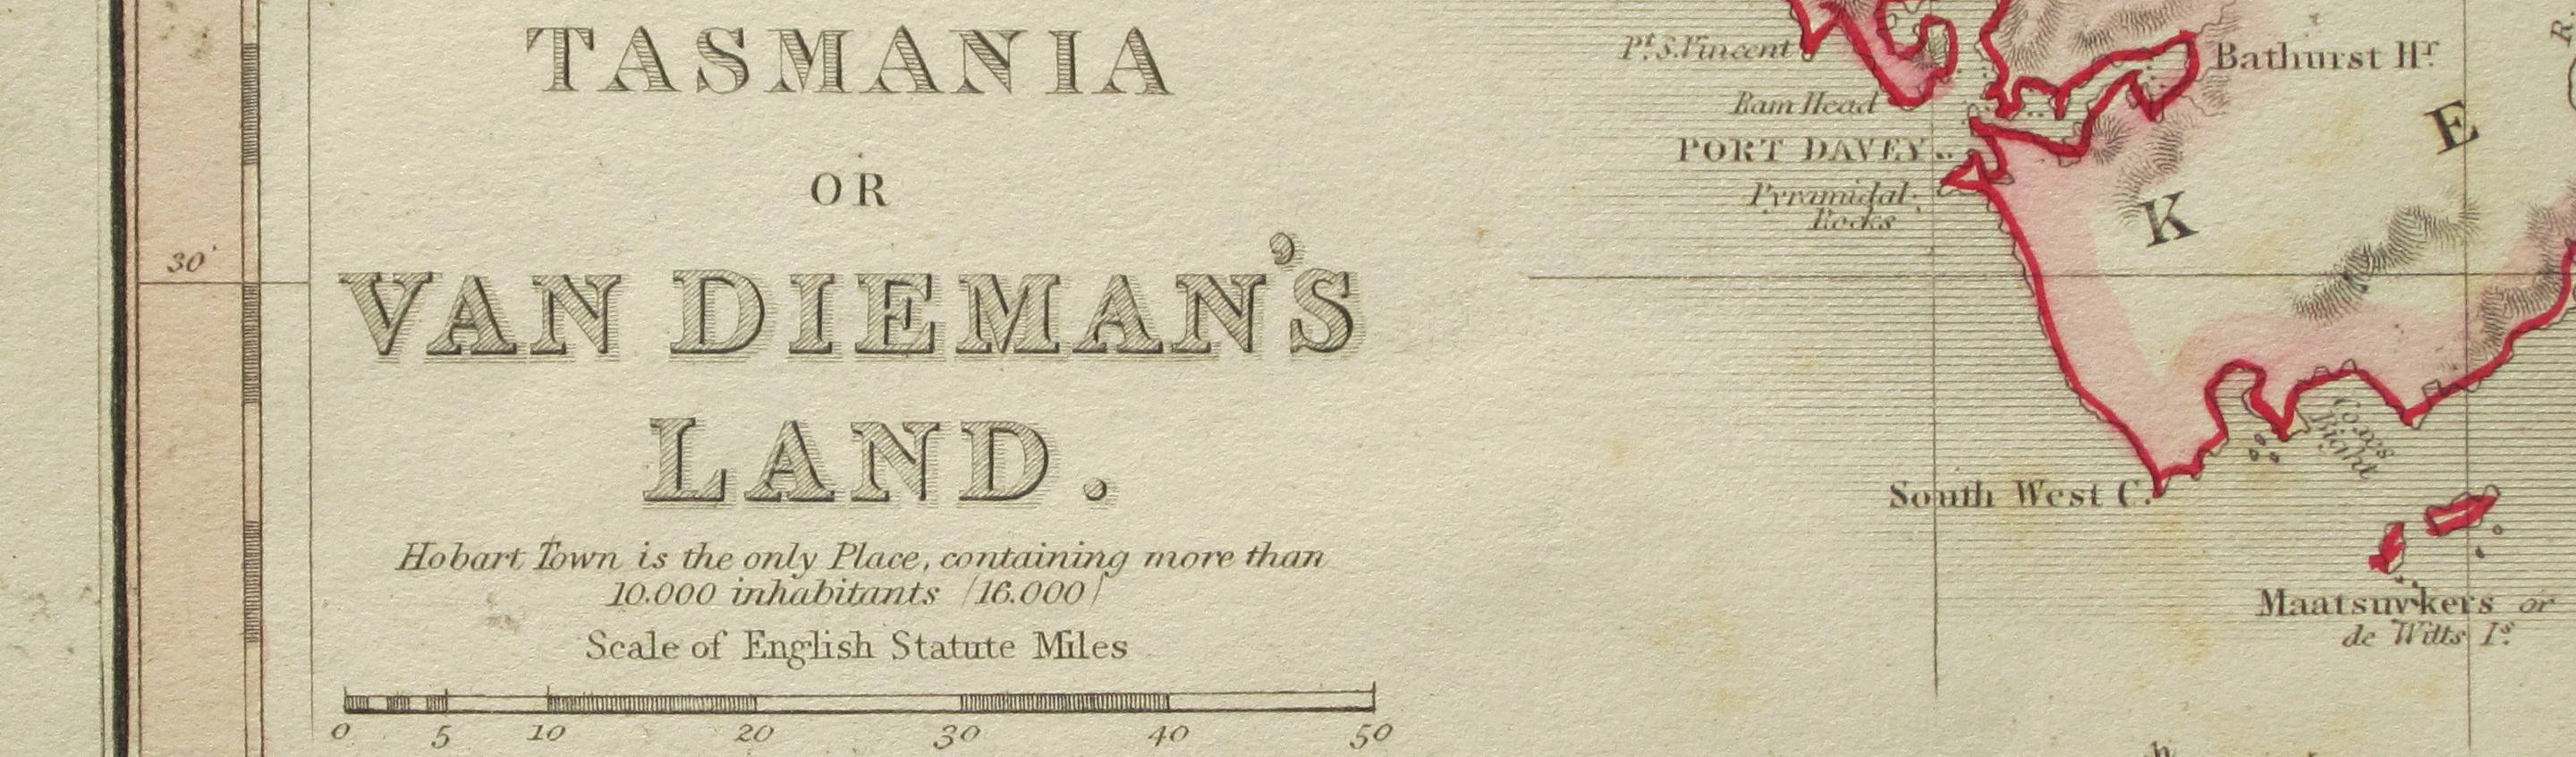 TASMANIA
OR
VAN DIEMAN'S
LAND.
Hobart Town is the only Place, containing more than
10.000 inhabitants (16.000)
Scale of English Statute Miles
0 5 10 20 30 40 50
30'
Pt. S. Vincent
Ram Head
PORT DAVEY
Pyramidal
Rocks
Bathurst Hr.
K E
R.
South West C.
Cox's
Bight
Maatsuykers or
de Witts Is.